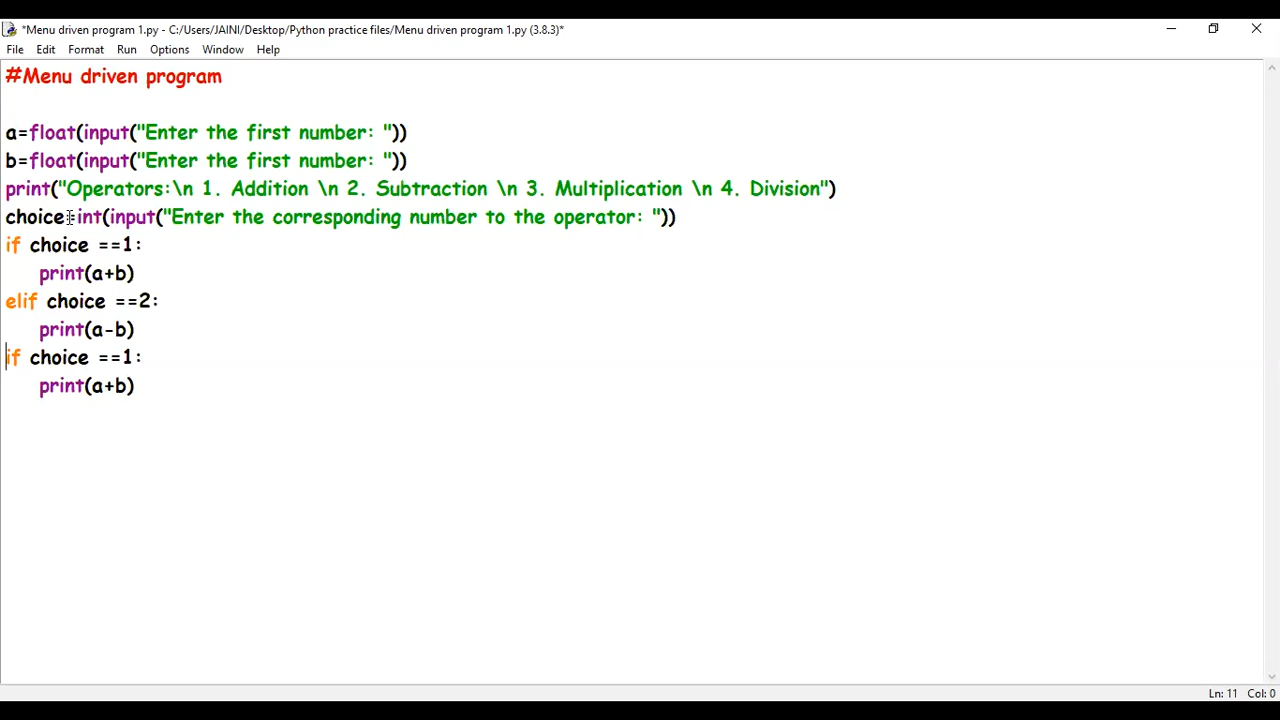 *Menu driven program 1.py - C:/Users/JAINI/Desktop/Python practice files/Menu driven program 1.py (3.8.3)*
File Edit Format Run Options Window Help
#Menu driven program
a=float(input("Enter the first number: "))
b=float(input("Enter the first number: "))
print("Operators:\n 1. Addition \n 2. Subtraction \n 3. Multiplication \n 4. Division")
choice=int(input("Enter the corresponding number to the operator: "))
if choice ==1:
    print(a+b)
elif choice ==2:
    print(a-b)
if choice ==1:
    print(a+b)
Ln: 11 Col: 0